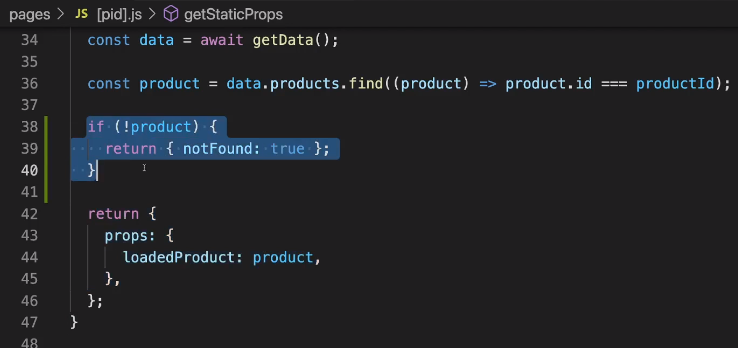 pages > JS [pid].js > getStaticProps
34 const data = await getData();
35
36 const product = data.products.find((product) => product.id === productId);
37
38 if (!product) {
39 return { notFound: true };
40 }
41
42 return {
43 props: {
44 loadedProduct: product,
45 },
46 };
47 }
48